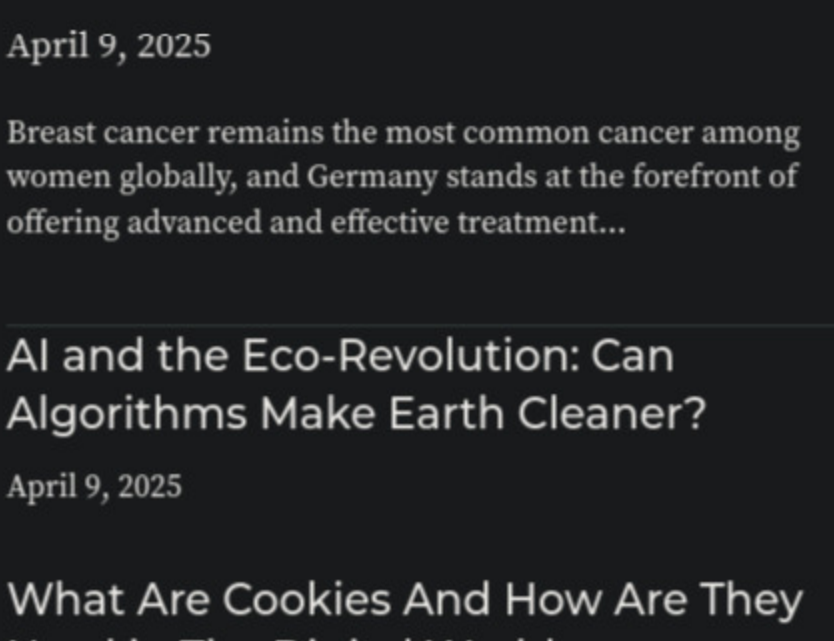 April 9, 2025
Breast cancer remains the most common cancer among
women globally, and Germany stands at the forefront of
offering advanced and effective treatment...
AI and the Eco-Revolution: Can
Algorithms Make Earth Cleaner?
April 9, 2025
What Are Cookies And How Are They